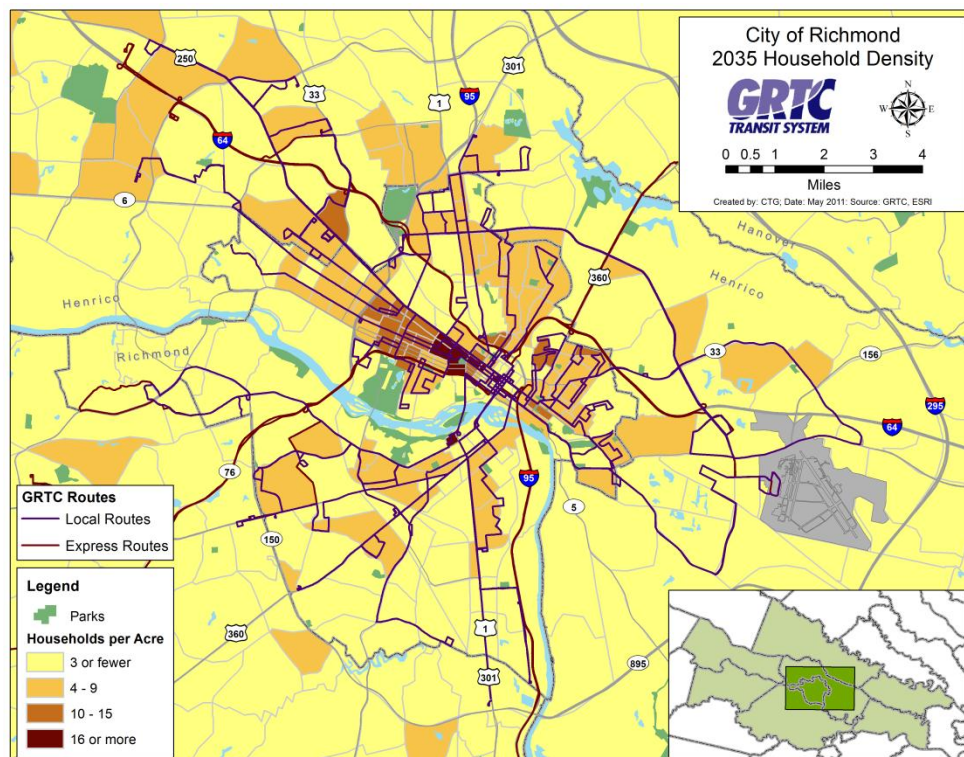 City of Richmond
2035 Household Density
GRTC
TRANSIT SYSTEM
N
W E
S
0 0.5 1 2 3 4
Miles
Created by: CTG; Date: May 2011: Source: GRTC, ESRI
250
33
301
1
95
64
6
360
Hanover
Henrico
Henrico
Richmond
33
156
295
64
76
95
5
150
360
1
301
895
GRTC Routes
Local Routes
Express Routes
Legend
Parks
Households per Acre
3 or fewer
4 - 9
10 - 15
16 or more